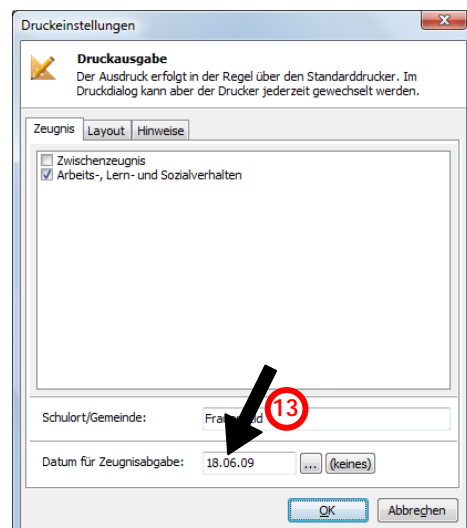 Druckeinstellungen
Druckausgabe
Der Ausdruck erfolgt in der Regel über den Standarddrucker. Im
Druckdialog kann aber der Drucker jederzeit gewechselt werden.
Zeugnis Layout Hinweise
Zwischenzeugnis
Arbeits-, Lern- und Sozialverhalten
Schulort/Gemeinde:
13
Datum für Zeugnisabgabe: 18.06.09 ... (keines)
OK Abbrechen